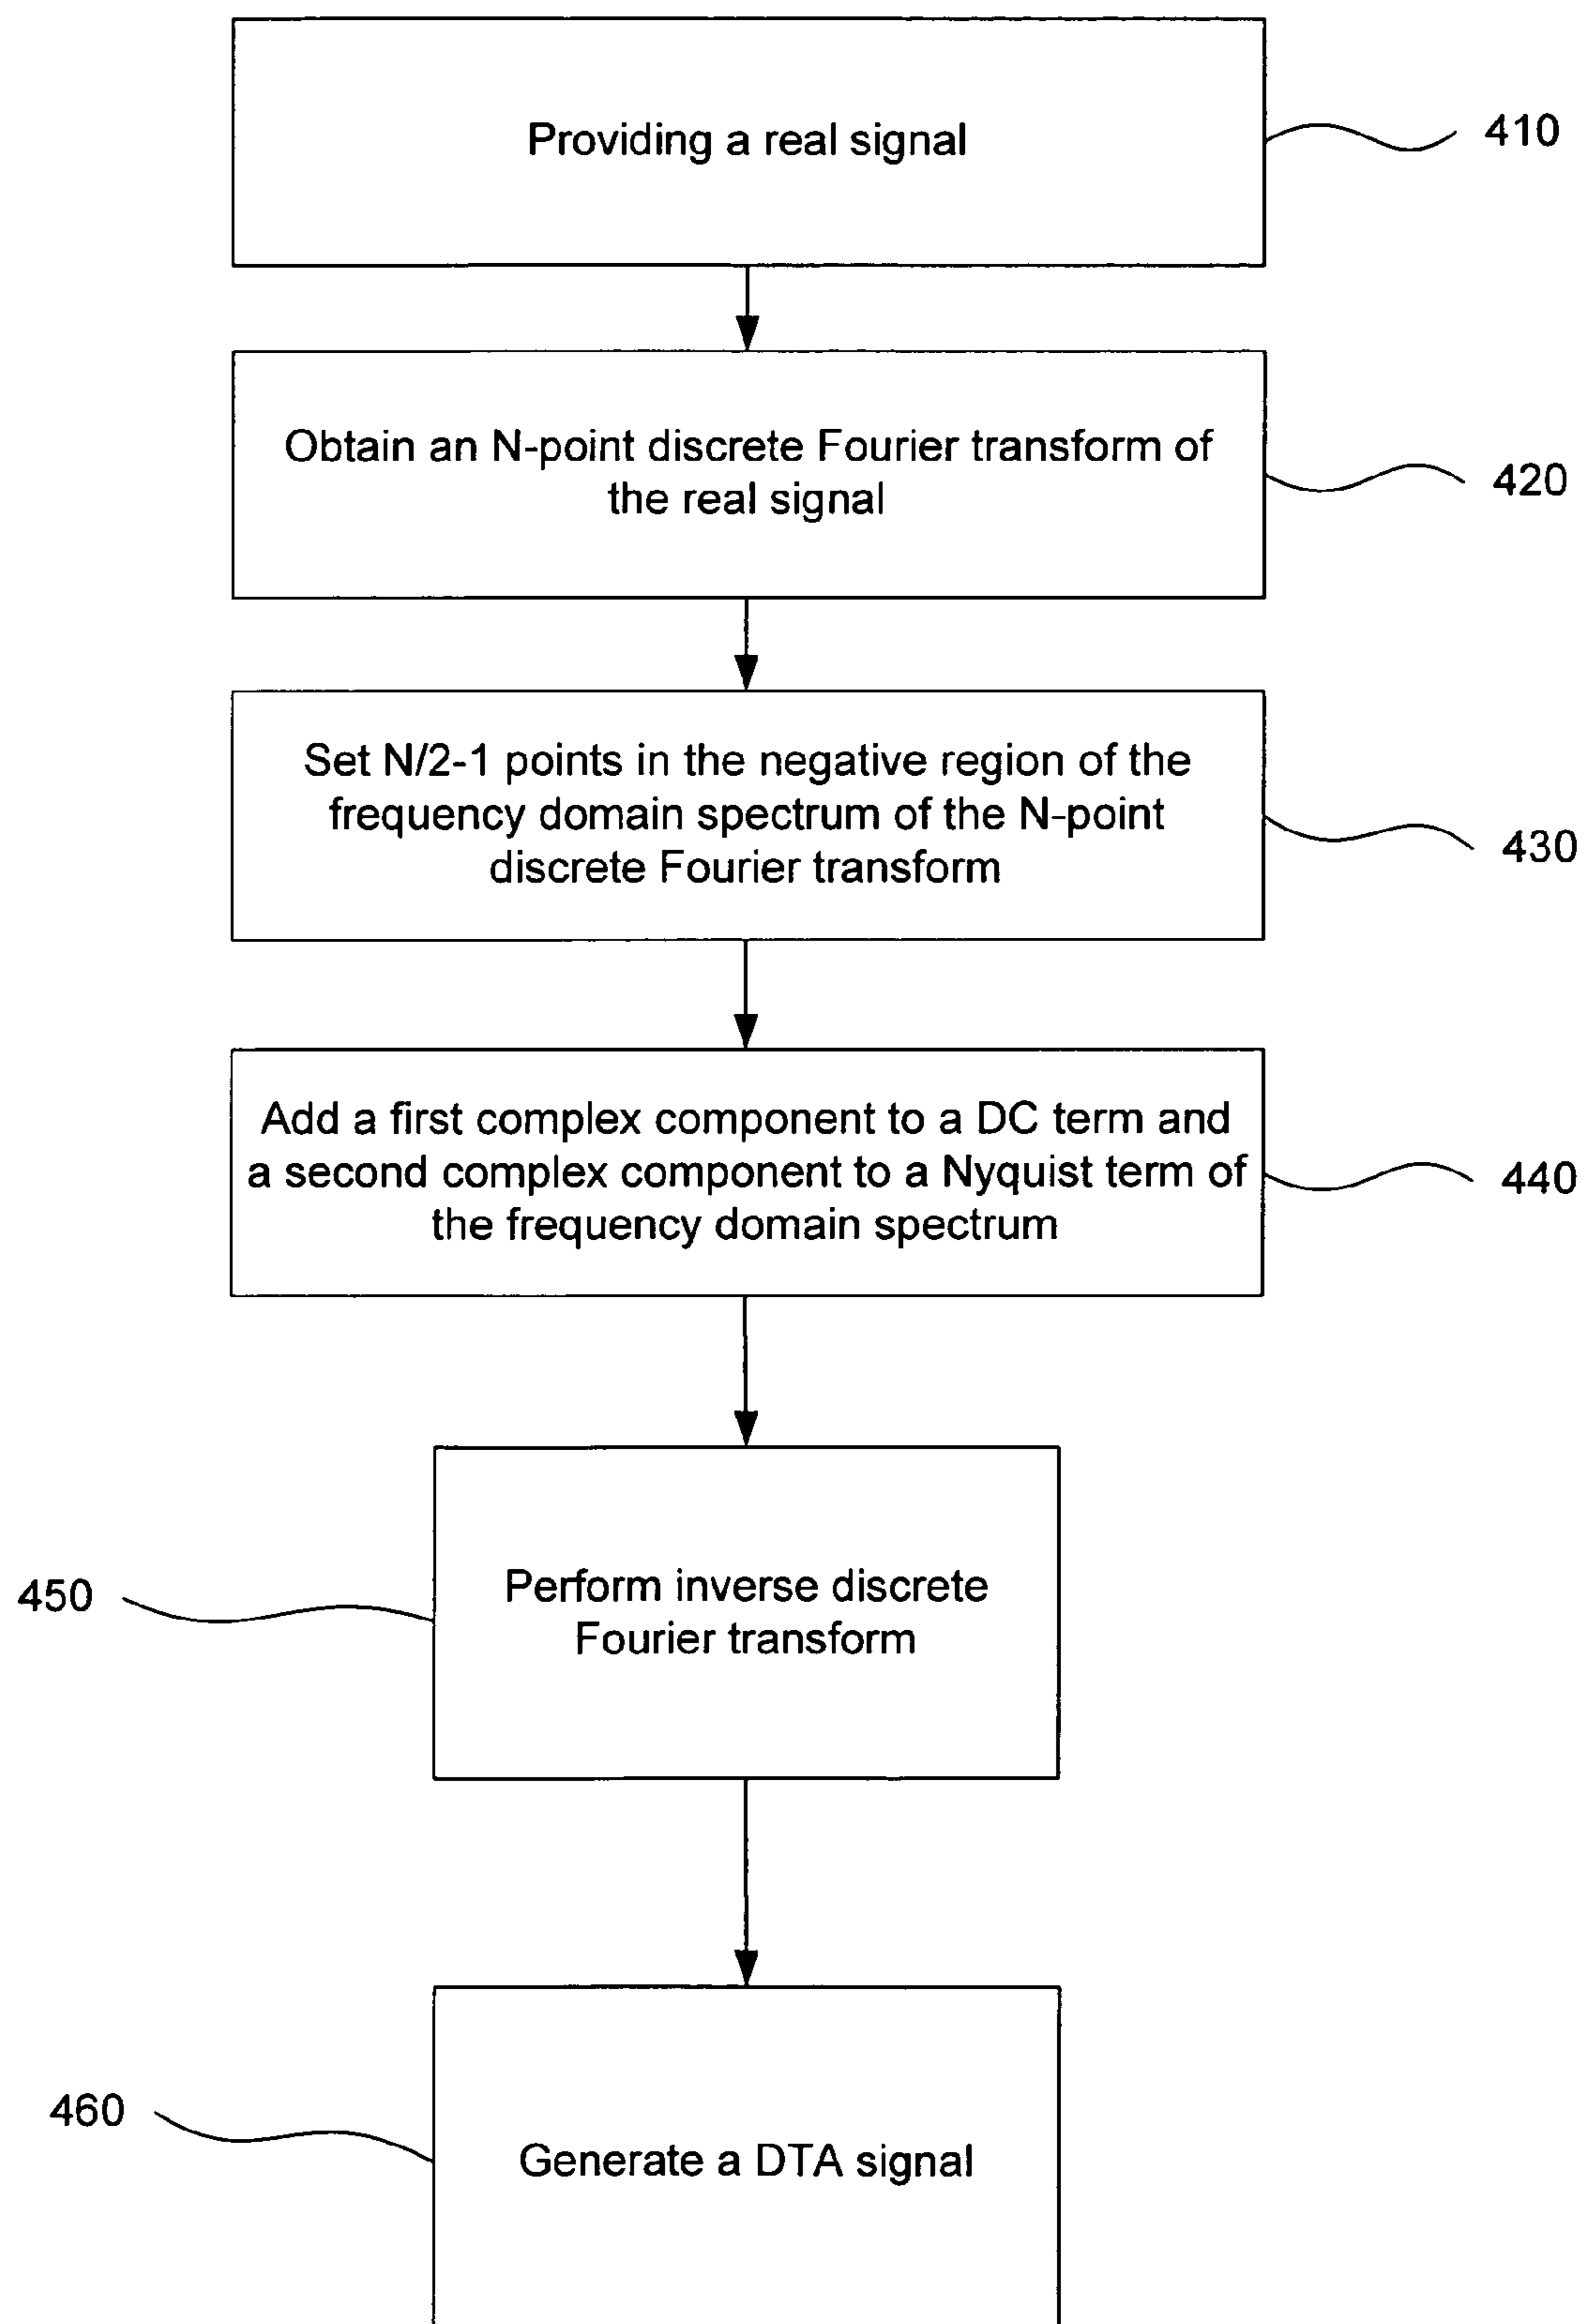 Providing a real signal
410
Obtain an N-point discrete Fourier transform of
the real signal
420
Set N/2-1 points in the negative region of the
frequency domain spectrum of the N-point
discrete Fourier transform
430
Add a first complex component to a DC term and
a second complex component to a Nyquist term of
the frequency domain spectrum
440
450
Perform inverse discrete
Fourier transform
460
Generate a DTA signal